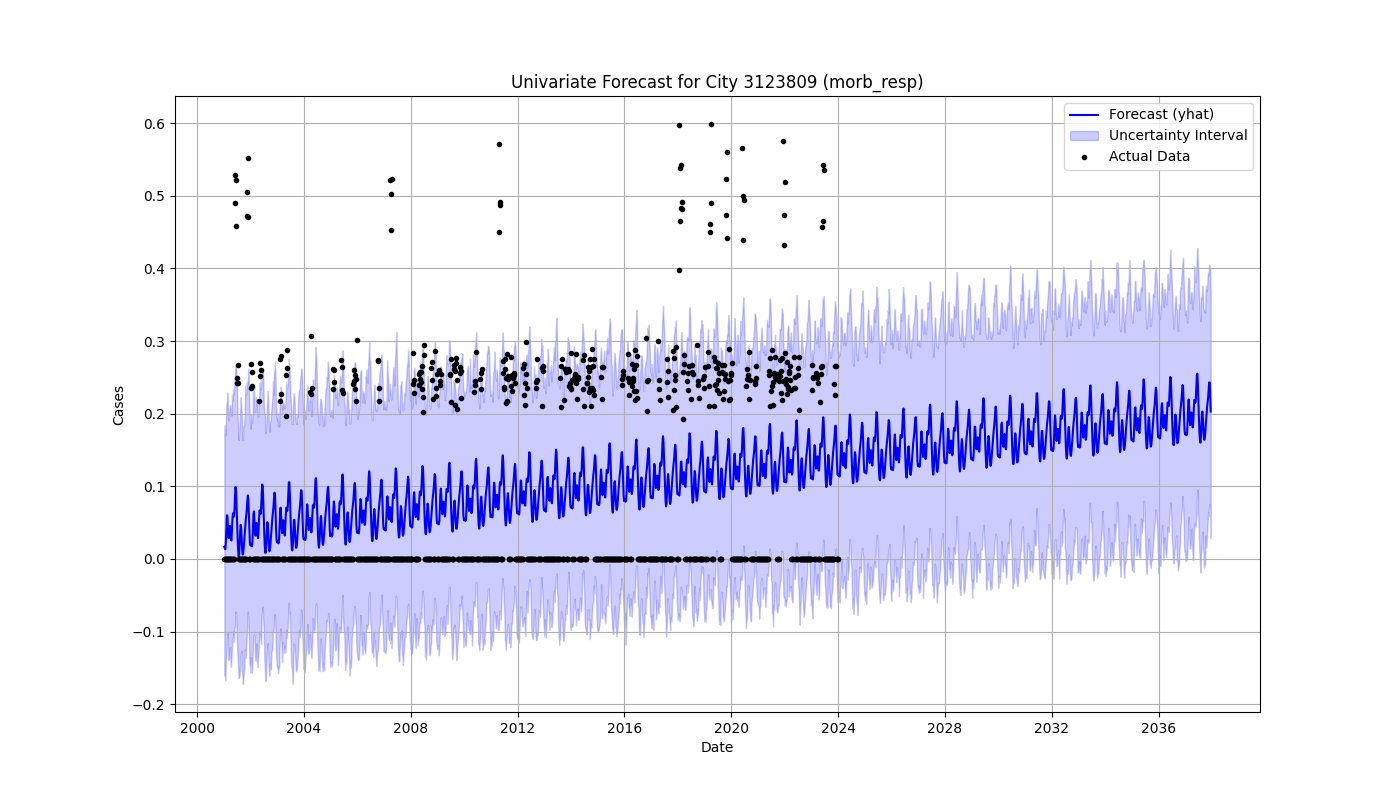 Univariate Forecast for City 3123809 (morb_resp)
Forecast (yhat)
Uncertainty Interval
Actual Data
Cases
0.6
0.5
0.4
0.3
0.2
0.1
0.0
−0.1
−0.2
2000 2004 2008 2012 2016 2020 2024 2028 2032 2036
Date